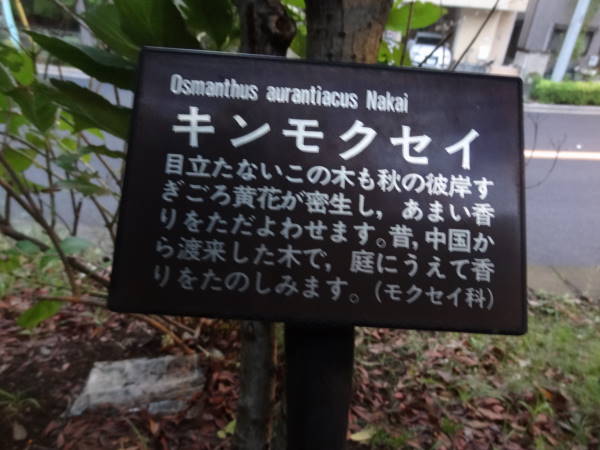 Osmanthus aurantiacus Nakai
キンモクセイ
目立たないこの木も秋の彼岸す
ぎごろ黄花が密生し，あまい香
りをただよわせます。昔，中国か
ら渡来した木で，庭にうえて香
りをたのしみます。（モクセイ科）